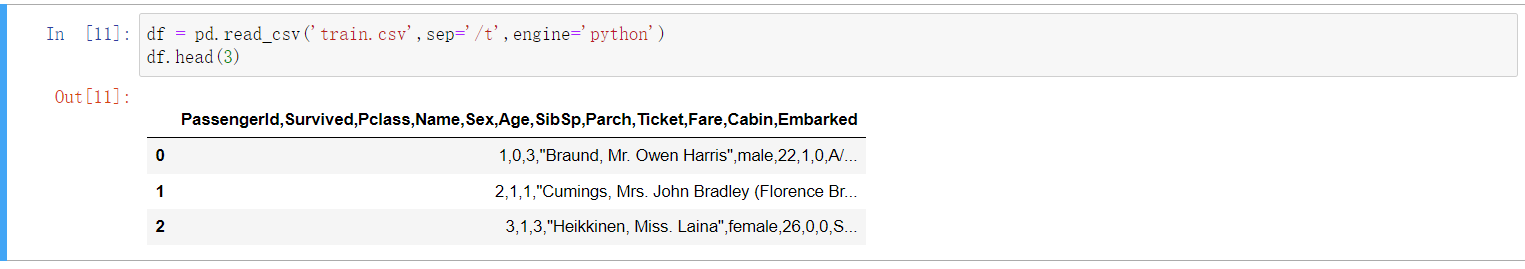 In [11]: df = pd.read_csv('train.csv',sep='/t',engine='python')
df.head(3)
Out[11]:
PassengerId,Survived,Pclass,Name,Sex,Age,SibSp,Parch,Ticket,Fare,Cabin,Embarked
0 1,0,3,"Braund, Mr. Owen Harris",male,22,1,0,A/...
1 2,1,1,"Cumings, Mrs. John Bradley (Florence Br...
2 3,1,3,"Heikkinen, Miss. Laina",female,26,0,0,S...